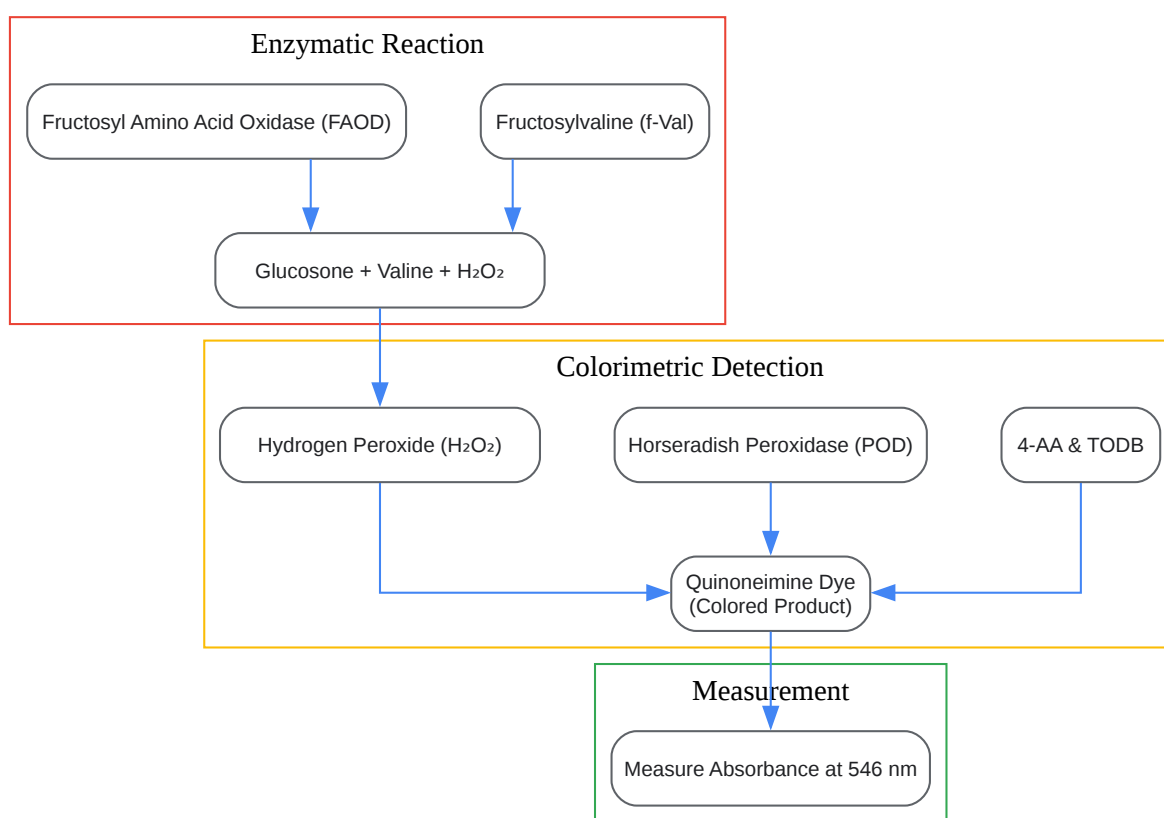 Enzymatic Reaction
Fructosyl Amino Acid Oxidase (FAOD)
Fructosylvaline (f-Val)
Glucosone + Valine + H₂O₂
Colorimetric Detection
Hydrogen Peroxide (H₂O₂)
Horseradish Peroxidase (POD)
4-AA & TODB
Quinoneimine Dye
(Colored Product)
Measurement
Measure Absorbance at 546 nm